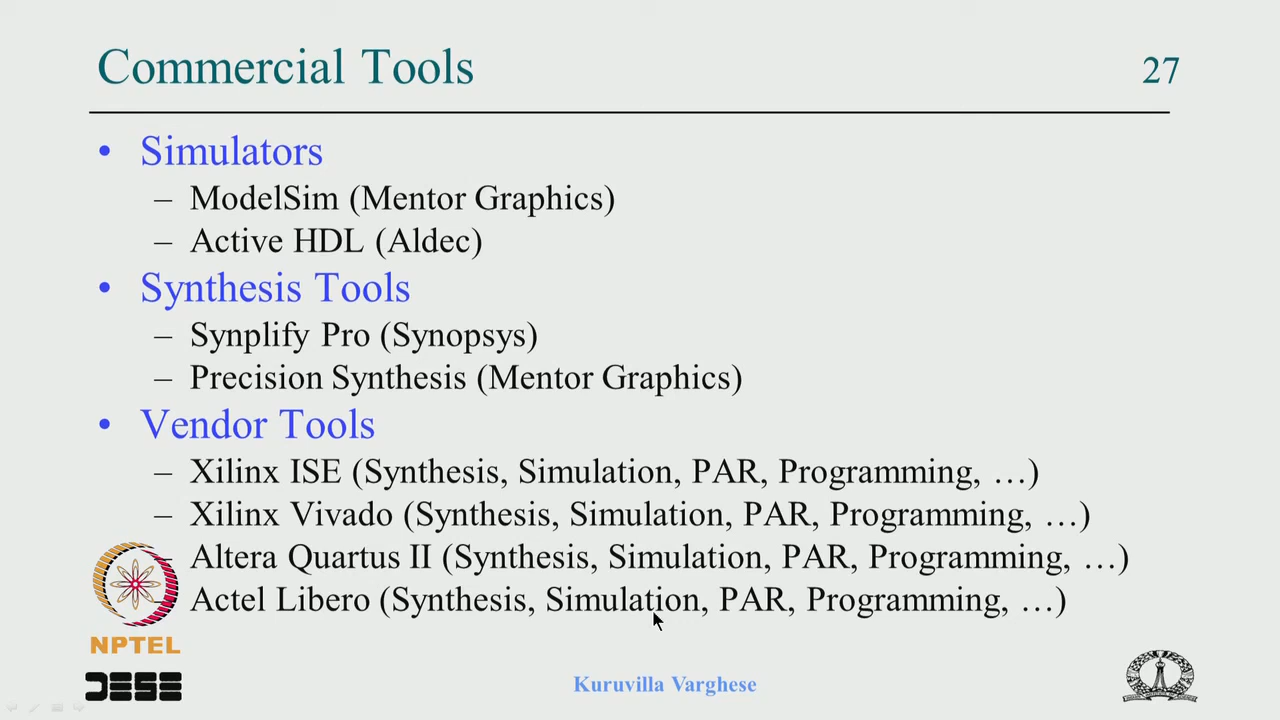 Commercial Tools
27
• Simulators
– ModelSim (Mentor Graphics)
– Active HDL (Aldec)
• Synthesis Tools
– Synplify Pro (Synopsys)
– Precision Synthesis (Mentor Graphics)
• Vendor Tools
– Xilinx ISE (Synthesis, Simulation, PAR, Programming, …)
– Xilinx Vivado (Synthesis, Simulation, PAR, Programming, …)
– Altera Quartus II (Synthesis, Simulation, PAR, Programming, …)
– Actel Libero (Synthesis, Simulation, PAR, Programming, …)
NPTEL
DESE
Kuruvilla Varghese